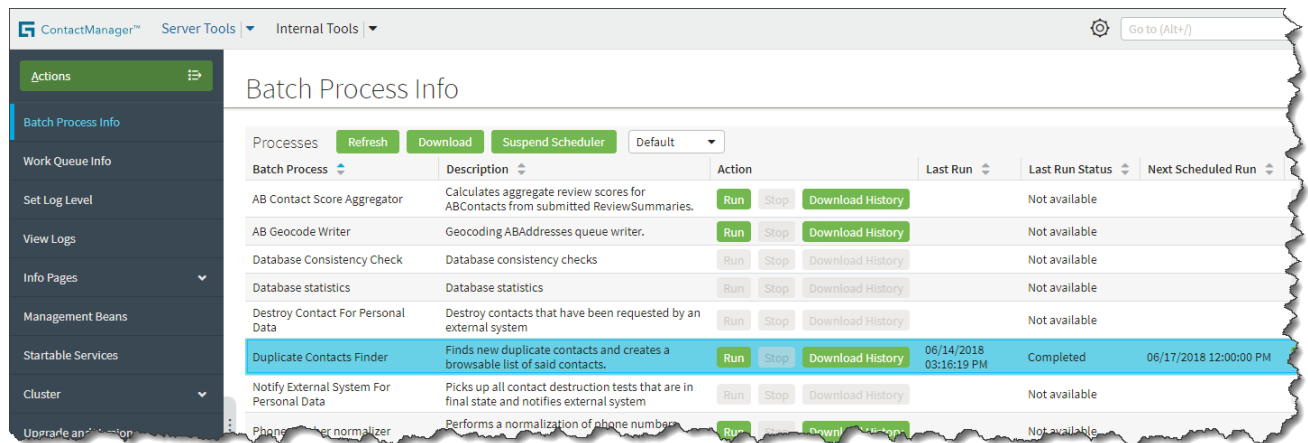 ContactManager™ Server Tools Internal Tools Go to (Alt+/)
Actions
Batch Process Info
Work Queue Info
Set Log Level
View Logs
Info Pages
Management Beans
Startable Services
Cluster
Batch Process Info
Processes Refresh Download Suspend Scheduler Default
Batch Process Description Action Last Run Last Run Status Next Scheduled Run
AB Contact Score Aggregator Calculates aggregate review scores for
ABContacts from submitted ReviewSummaries. Run Stop Download History Not available
AB Geocode Writer Geocoding ABAddresses queue writer. Run Stop Download History Not available
Database Consistency Check Database consistency checks Run Stop Download History Not available
Database statistics Database statistics Run Stop Download History Not available
Destroy Contact For Personal
Data Destroy contacts that have been requested by an
external system Run Stop Download History Not available
Duplicate Contacts Finder Finds new duplicate contacts and creates a
browsable list of said contacts. Run Stop Download History 06/14/2018
03:16:19 PM Completed 06/17/2018 12:00:00 PM
Notify External System For
Personal Data Picks up all contact destruction tests that are in
final state and notifies external system Run Stop Download History Not available
normalizer Performs a normalization of phone numbers Run Not available